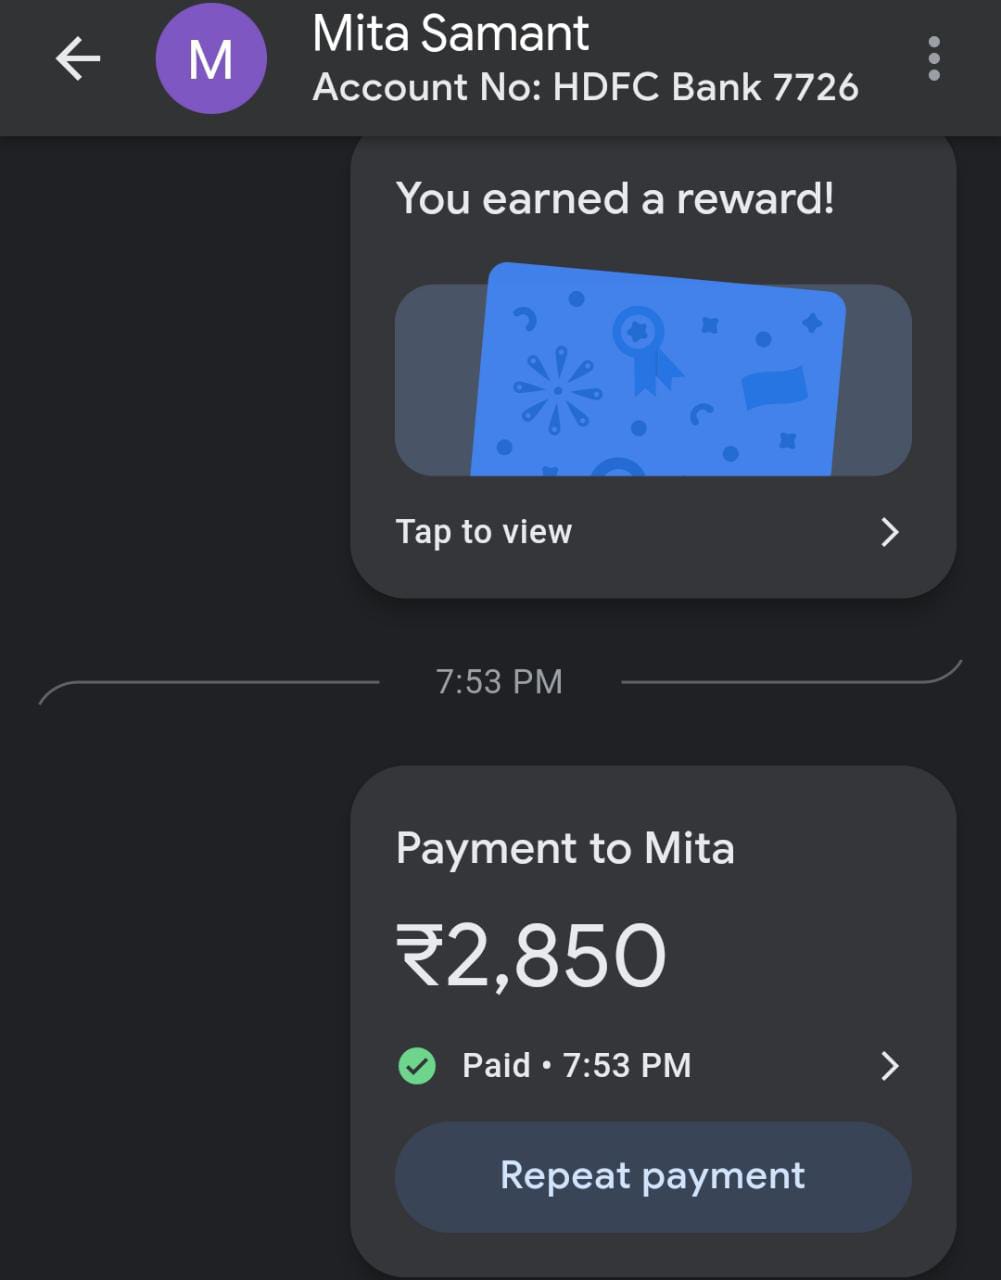 M
Mita Samant
Account No: HDFC Bank 7726
You earned a reward!
Tap to view
7:53 PM
Payment to Mita
₹2,850
Paid • 7:53 PM
Repeat payment